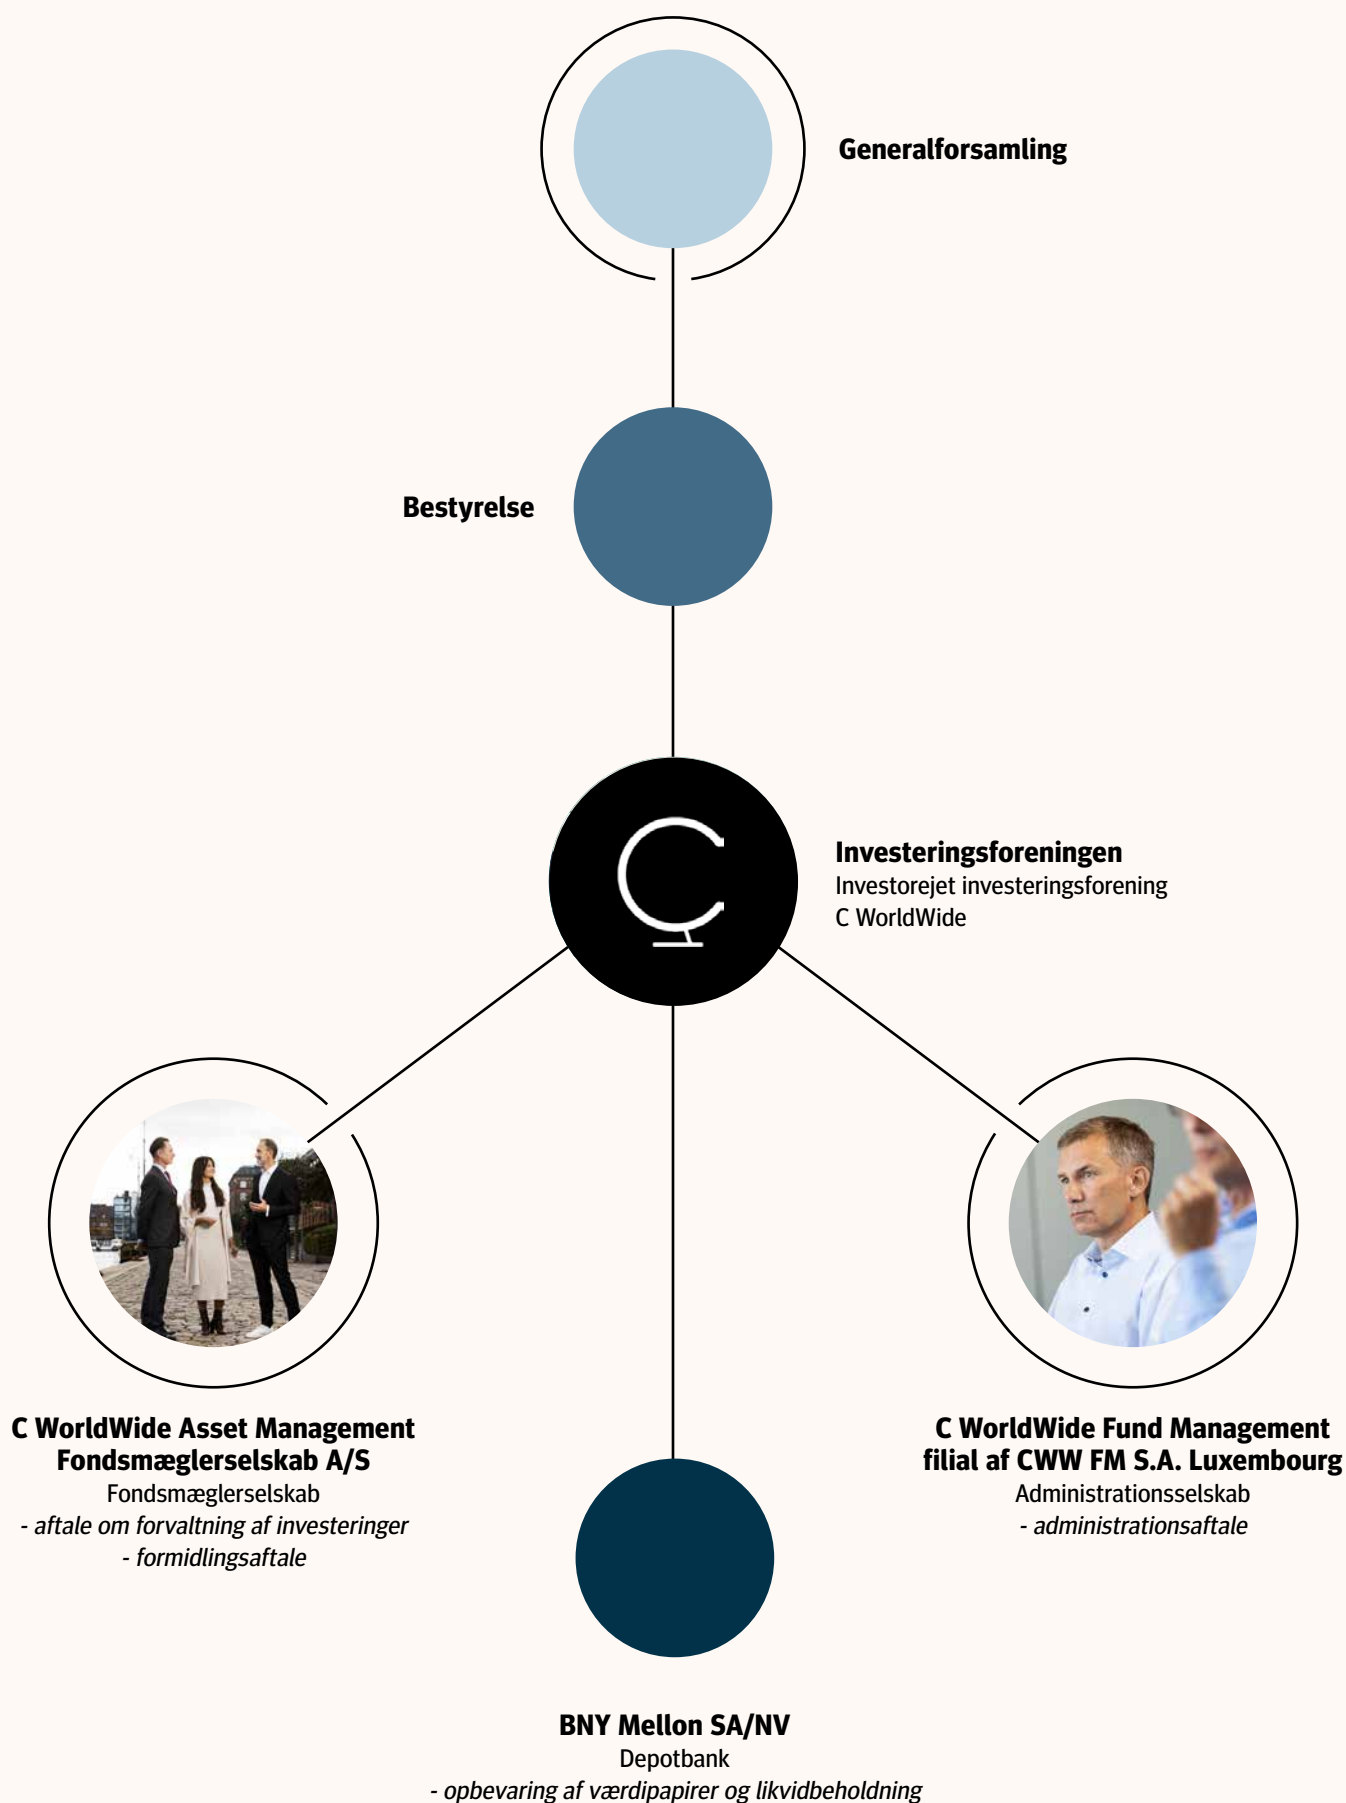 Generalforsamling
Bestyrelse
Investeringsforeningen
Investorejet investeringsforening
C WorldWide
C WorldWide Asset Management
Fondsmæglerselskab A/S
Fondsmæglerselskab
- aftale om forvaltning af investeringer
- formidlingsaftale
C WorldWide Fund Management
filial af CWW FM S.A. Luxembourg
Administrationsselskab
- administrationsaftale
BNY Mellon SA/NV
Depotbank
- opbevaring af værdipapirer og likvidbeholdning